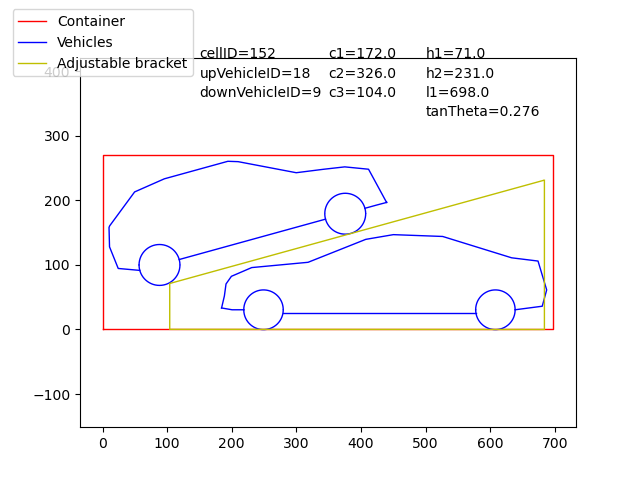 Container
Vehicles
Adjustable bracket
cellID=152 c1=172.0 h1=71.0
upVehicleID=18 c2=326.0 h2=231.0
downVehicleID=9 c3=104.0 l1=698.0
tanTheta=0.276
400
300
200
100
0
−100
0 100 200 300 400 500 600 700